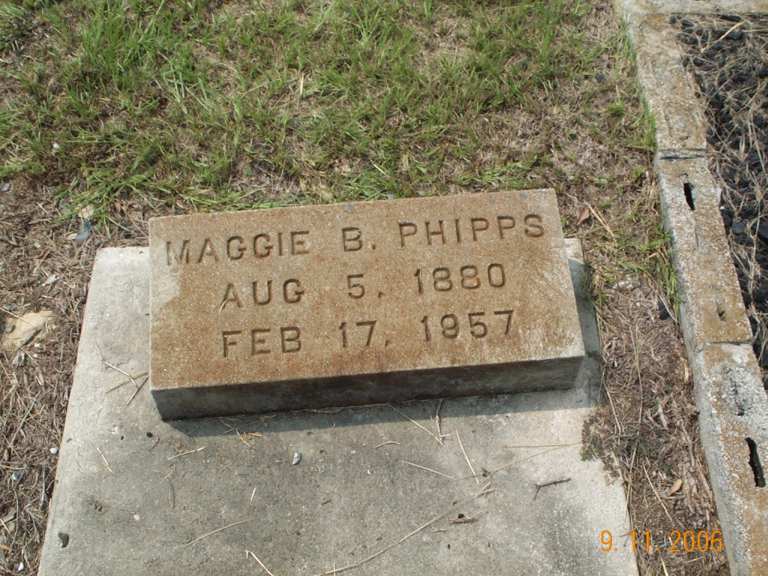 MAGGIE B. PHIPPS
AUG 5, 1880
FEB 17, 1957
9.11.2006